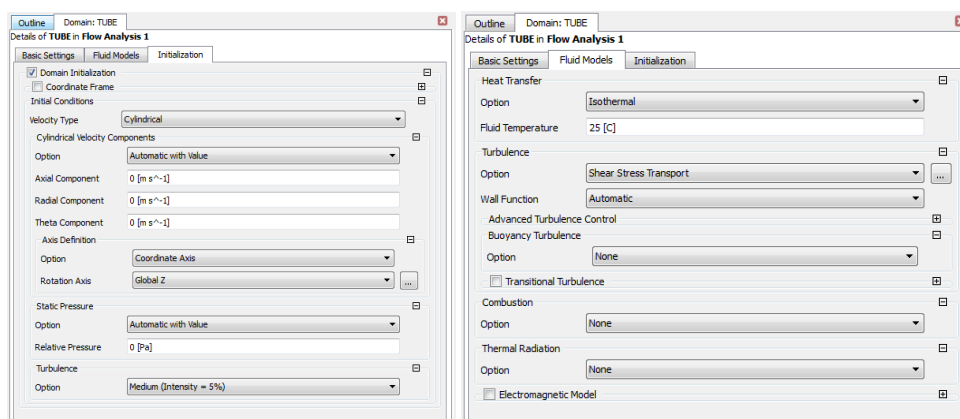 Outline Domain: TUBE
Details of TUBE in Flow Analysis 1
Basic Settings Fluid Models Initialization
Domain Initialization
Coordinate Frame
Initial Conditions
Velocity Type Cylindrical
Cylindrical Velocity Components
Option Automatic with Value
Axial Component 0 [m s^-1]
Radial Component 0 [m s^-1]
Theta Component 0 [m s^-1]
Axis Definition
Option Coordinate Axis
Rotation Axis Global Z ...
Static Pressure
Option Automatic with Value
Relative Pressure 0 [Pa]
Turbulence
Option Medium (Intensity = 5%)
Outline Domain: TUBE
Details of TUBE in Flow Analysis 1
Basic Settings Fluid Models Initialization
Heat Transfer
Option Isothermal
Fluid Temperature 25 [C]
Turbulence
Option Shear Stress Transport ...
Wall Function Automatic
Advanced Turbulence Control
Buoyancy Turbulence
Option None
Transitional Turbulence
Combustion
Option None
Thermal Radiation
Option None
Electromagnetic Model